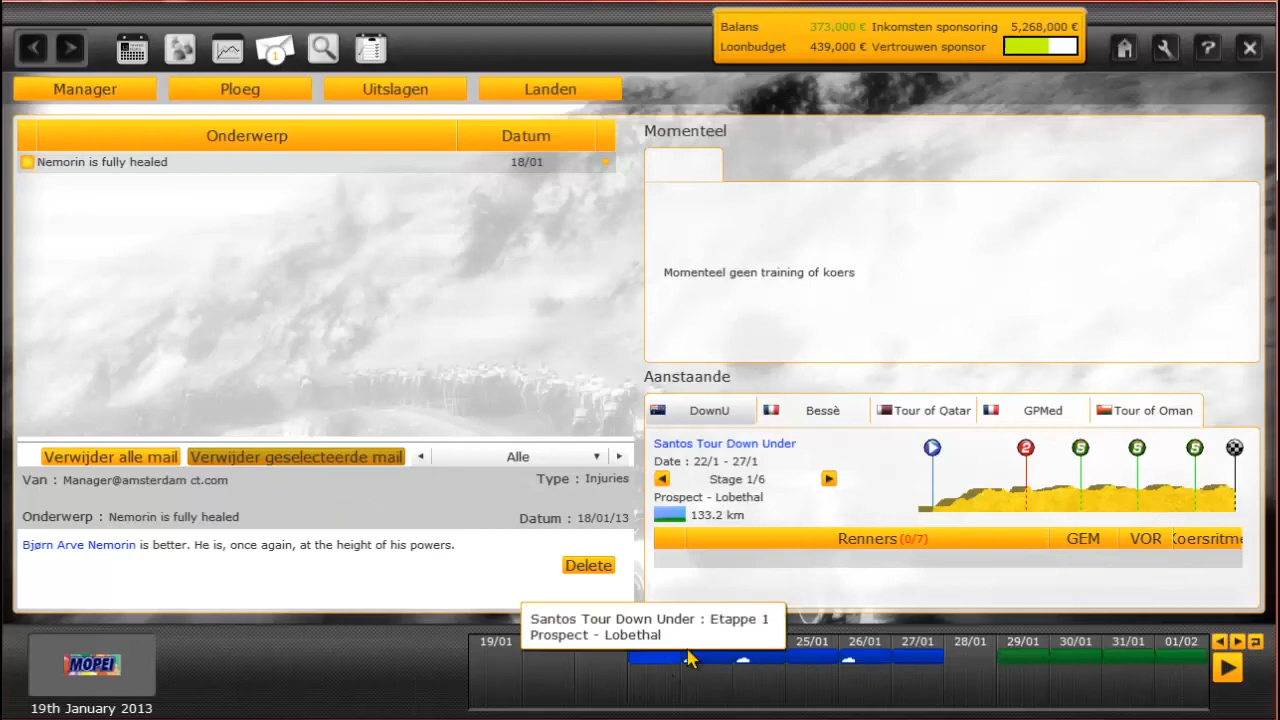 Balans 373,000 € Inkomsten sponsoring 5,268,000 €
Loonbudget 439,000 € Vertrouwen sponsor
1
?
Manager Ploeg Uitslagen Landen
Onderwerp Datum
Nemorin is fully healed 18/01
Momenteel
Momenteel geen training of koers
Aanstaande
DownU Bessè Tour of Qatar GPMed Tour of Oman
Santos Tour Down Under
Date : 22/1 - 27/1
Stage 1/6
Prospect - Lobethal
133.2 km
2 S S S
Renners (0/7) GEM VOR Koersritme
Verwijder alle mail Verwijder geselecteerde mail Alle
Van : Manager@amsterdam ct.com Type : Injuries
Onderwerp : Nemorin is fully healed Datum : 18/01/13
Bjørn Arve Nemorin is better. He is, once again, at the height of his powers.
Delete
Santos Tour Down Under : Etappe 1
Prospect - Lobethal
19/01 25/01 26/01 27/01 28/01 29/01 30/01 31/01 01/02
MOPEI
19th January 2013